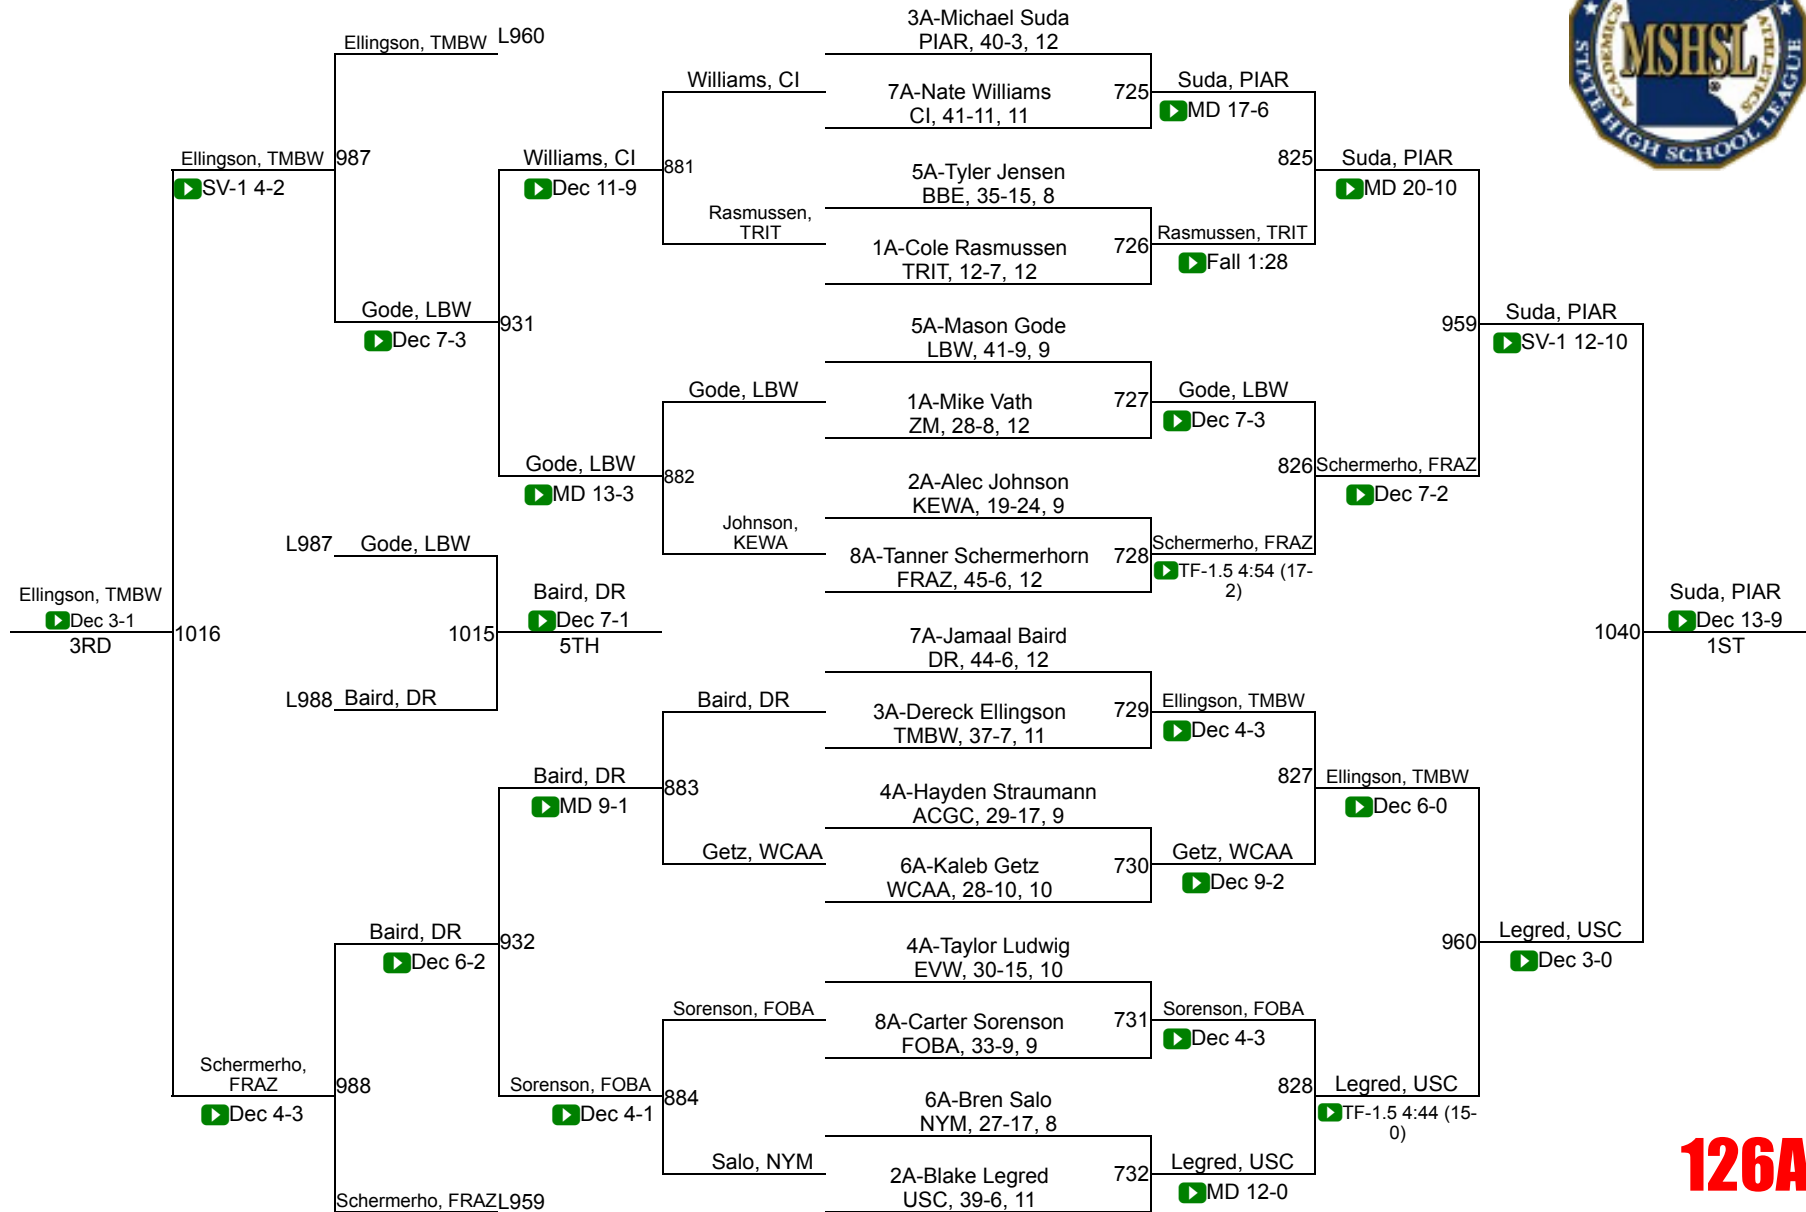 3A-Michael Suda
PIAR, 40-3, 12
Ellingson, TMBW L960
Williams, CI
7A-Nate Williams
CI, 41-11, 11
725
Suda, PIAR
MD 17-6
ACADEMICS
ATHLETICS
MSHSL
STATE HIGH SCHOOL LEAGUE
Ellingson, TMBW
SV-1 4-2
987
Williams, CI
Dec 11-9
881
5A-Tyler Jensen
BBE, 35-15, 8
825
Suda, PIAR
MD 20-10
Rasmussen,
TRIT
1A-Cole Rasmussen
TRIT, 12-7, 12
726
Rasmussen, TRIT
Fall 1:28
Gode, LBW
Dec 7-3
931
5A-Mason Gode
LBW, 41-9, 9
959
Suda, PIAR
SV-1 12-10
Gode, LBW
1A-Mike Vath
ZM, 28-8, 12
727
Gode, LBW
Dec 7-3
Gode, LBW
MD 13-3
882
2A-Alec Johnson
KEWA, 19-24, 9
826
Schermerho, FRAZ
Dec 7-2
Johnson,
KEWA
8A-Tanner Schermerhorn
FRAZ, 45-6, 12
728
Schermerho, FRAZ
TF-1.5 4:54 (17-
2)
L987 Gode, LBW
Ellingson, TMBW
Dec 3-1
3RD
1016
1015
Baird, DR
Dec 7-1
5TH
7A-Jamaal Baird
DR, 44-6, 12
1040
Suda, PIAR
Dec 13-9
1ST
L988 Baird, DR
Baird, DR
3A-Dereck Ellingson
TMBW, 37-7, 11
729
Ellingson, TMBW
Dec 4-3
Baird, DR
MD 9-1
883
4A-Hayden Straumann
ACGC, 29-17, 9
827
Ellingson, TMBW
Dec 6-0
Getz, WCAA
6A-Kaleb Getz
WCAA, 28-10, 10
730
Getz, WCAA
Dec 9-2
Baird, DR
Dec 6-2
932
4A-Taylor Ludwig
EVW, 30-15, 10
960
Legred, USC
Dec 3-0
Sorenson, FOBA
8A-Carter Sorenson
FOBA, 33-9, 9
731
Sorenson, FOBA
Dec 4-3
Schermerho,
FRAZ
Dec 4-3
988
Sorenson, FOBA
Dec 4-1
884
6A-Bren Salo
NYM, 27-17, 8
828
Legred, USC
TF-1.5 4:44 (15-
0)
Salo, NYM
2A-Blake Legred
USC, 39-6, 11
732
Legred, USC
MD 12-0
Schermerho, FRAZ L959
126A